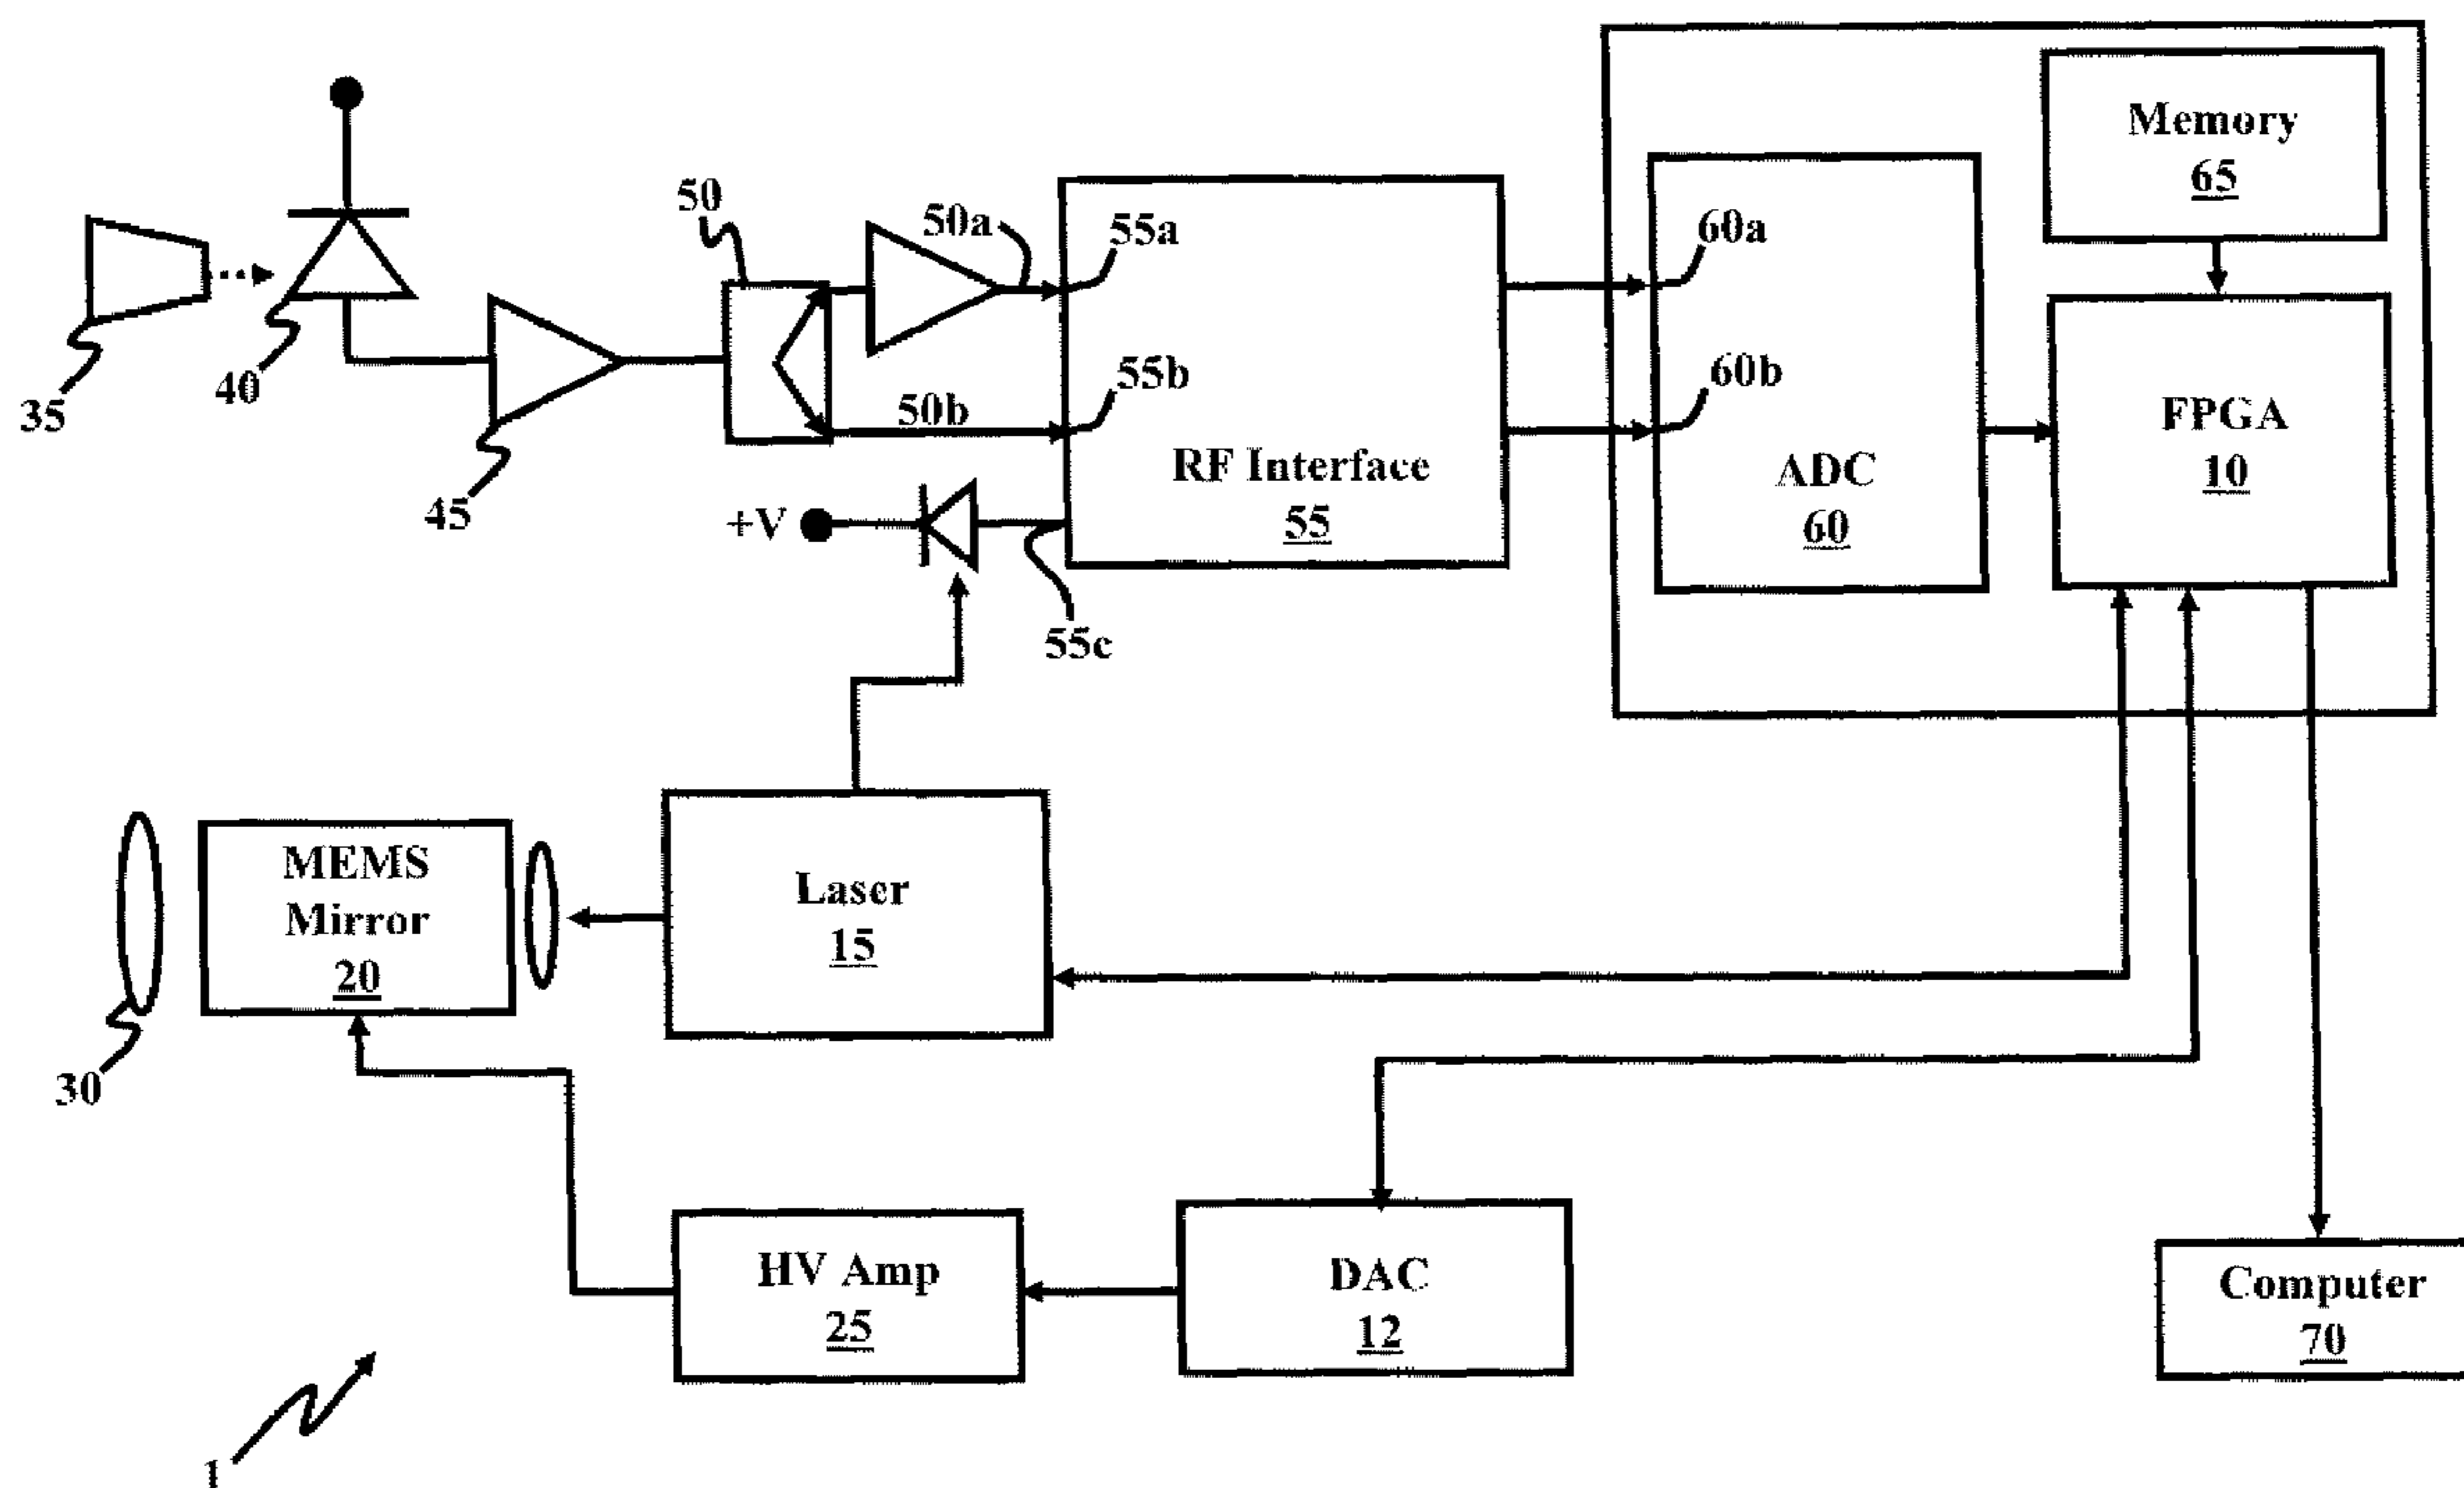 Memory
65
50
50a
55a
60a
35
40
50b
55b
60b
45
+V
RF Interface
55
ADC
60
FPGA
10
55c
MEMS
Mirror
20
Laser
15
30
HV Amp
25
DAC
12
Computer
70
1